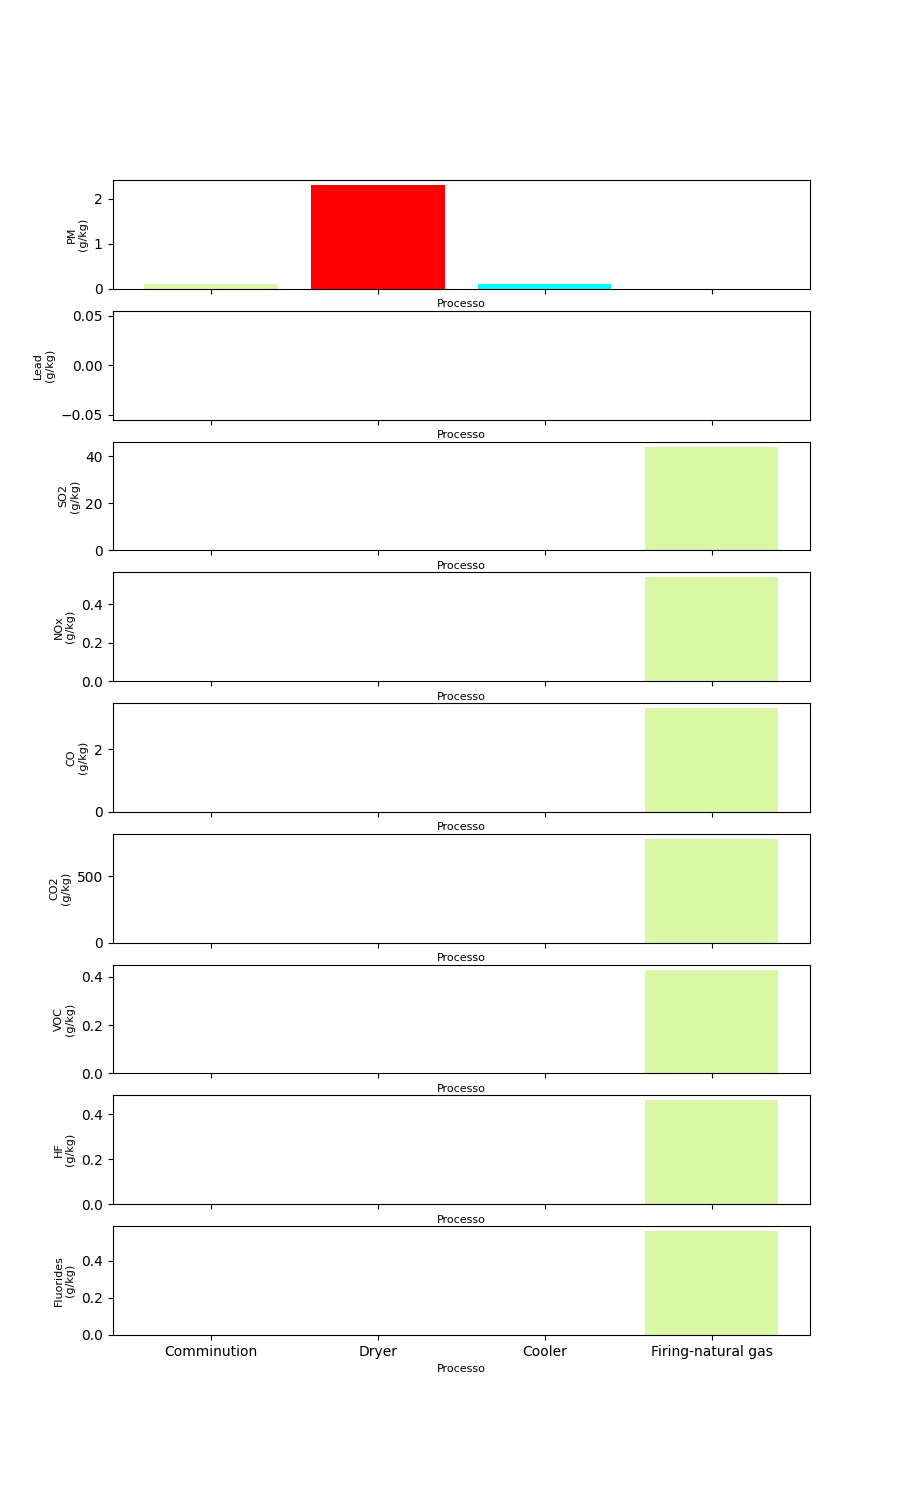 PM
(g/kg)
2
1
0
Processo
Lead
(g/kg)
0.05
0.00
−0.05
Processo
SO2
(g/kg)
40
20
0
Processo
NOx
(g/kg)
0.4
0.2
0.0
Processo
CO
(g/kg)
2
0
Processo
CO2
(g/kg)
500
0
Processo
VOC
(g/kg)
0.4
0.2
0.0
Processo
HF
(g/kg)
0.4
0.2
0.0
Processo
Fluorides
(g/kg)
0.4
0.2
0.0
Comminution Dryer Cooler Firing-natural gas
Processo